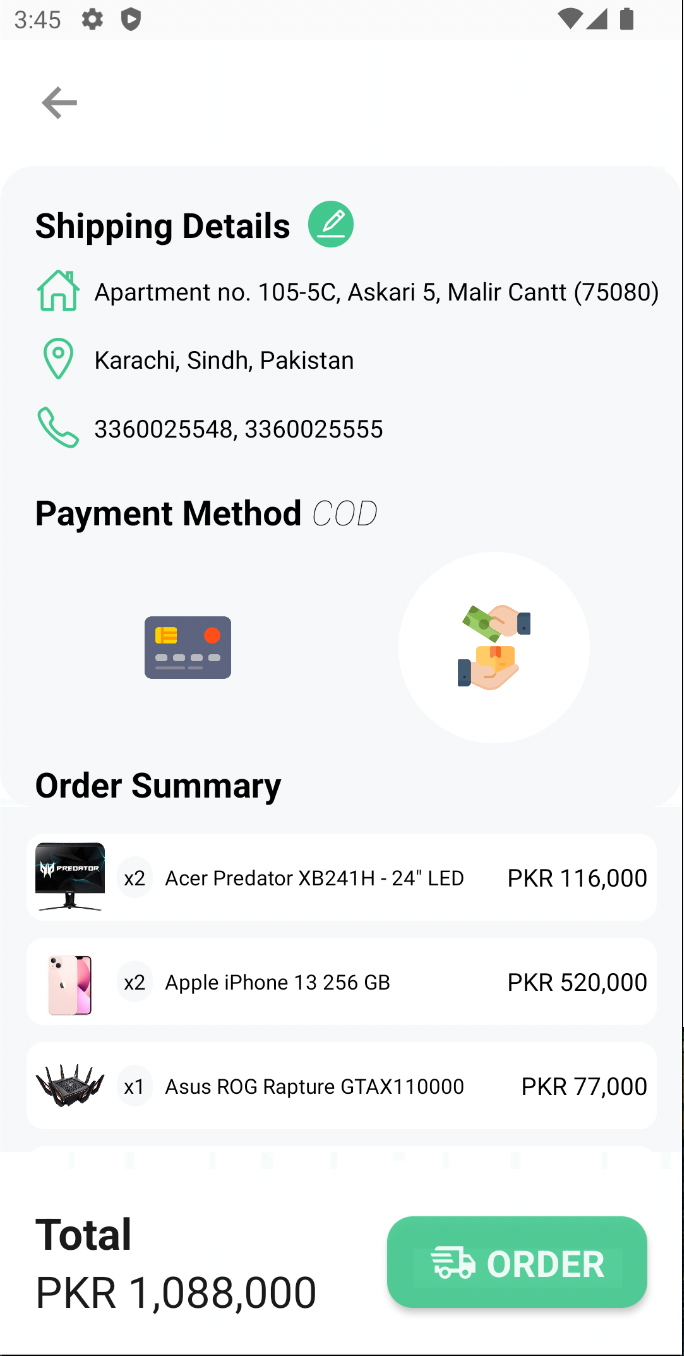 3:45
Shipping Details
Apartment no. 105-5C, Askari 5, Malir Cantt (75080)
Karachi, Sindh, Pakistan
3360025548, 3360025555
Payment Method COD
Order Summary
PREDATOR
x2 Acer Predator XB241H - 24" LED PKR 116,000
x2 Apple iPhone 13 256 GB PKR 520,000
x1 Asus ROG Rapture GTAX110000 PKR 77,000
Total
PKR 1,088,000
ORDER